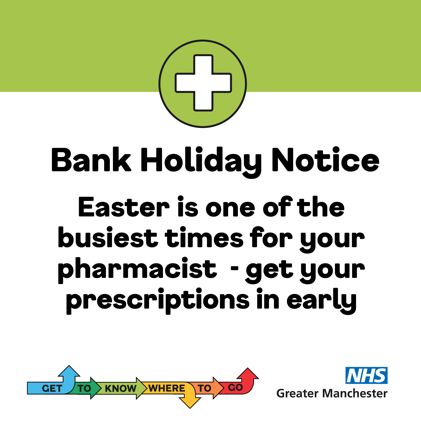 Bank Holiday Notice
Easter is one of the
busiest times for your
pharmacist - get your
prescriptions in early
GET TO KNOW WHERE TO GO
NHS
Greater Manchester